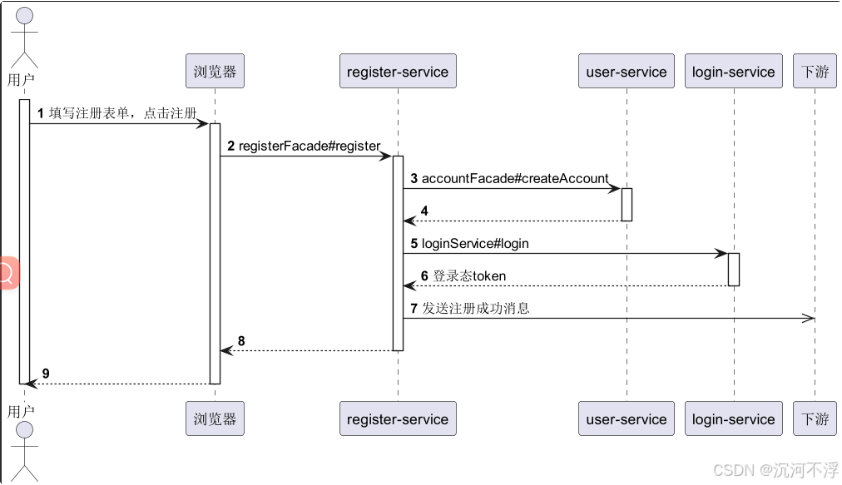 用户
浏览器 register-service user-service login-service 下游
1 填写注册表单，点击注册
2 registerFacade#register
3 accountFacade#createAccount
4
5 loginService#login
6 登录态token
7 发送注册成功消息
8
9
用户
浏览器 register-service user-service login-service 下游
CSDN @沉河不浮